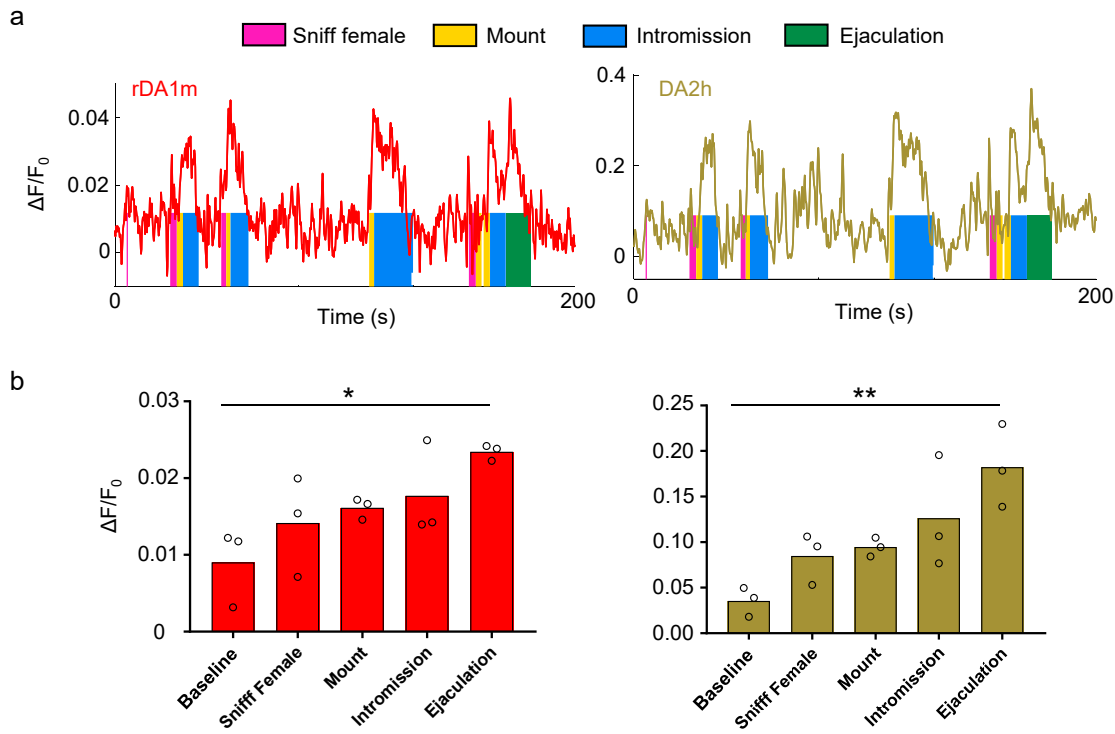 a
Sniff female Mount Intromission Ejaculation
rDA1m
ΔF/F0
0.04
0.02
0
0 200
Time (s)
DA2h
0.4
0.2
0
0 200
Time (s)
b
ΔF/F0
0.03
0.02
0.01
0
*
Baseline
Snifff Female
Mount
Intromission
Ejaculation
0.25
0.20
0.15
0.10
0.05
0.00
**
Baseline
Snifff Female
Mount
Intromission
Ejaculation